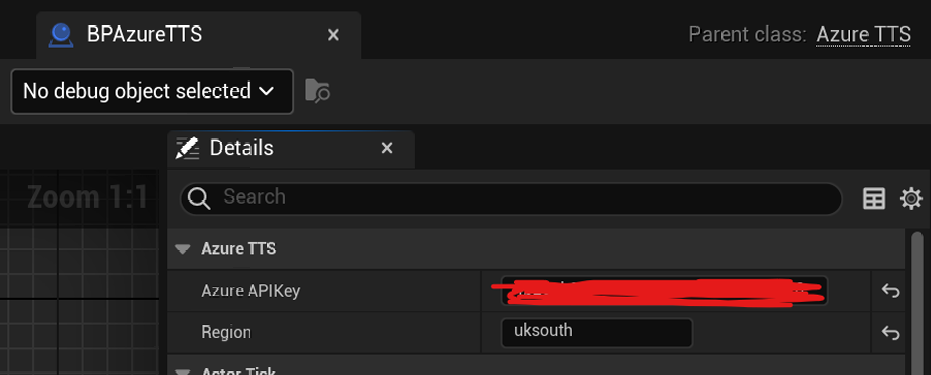 BPAzureTTS
Parent class: Azure TTS
No debug object selected
Details
Zoom 1:1
Search
Azure TTS
Azure APIKey
Region
uksouth
Actor Tick